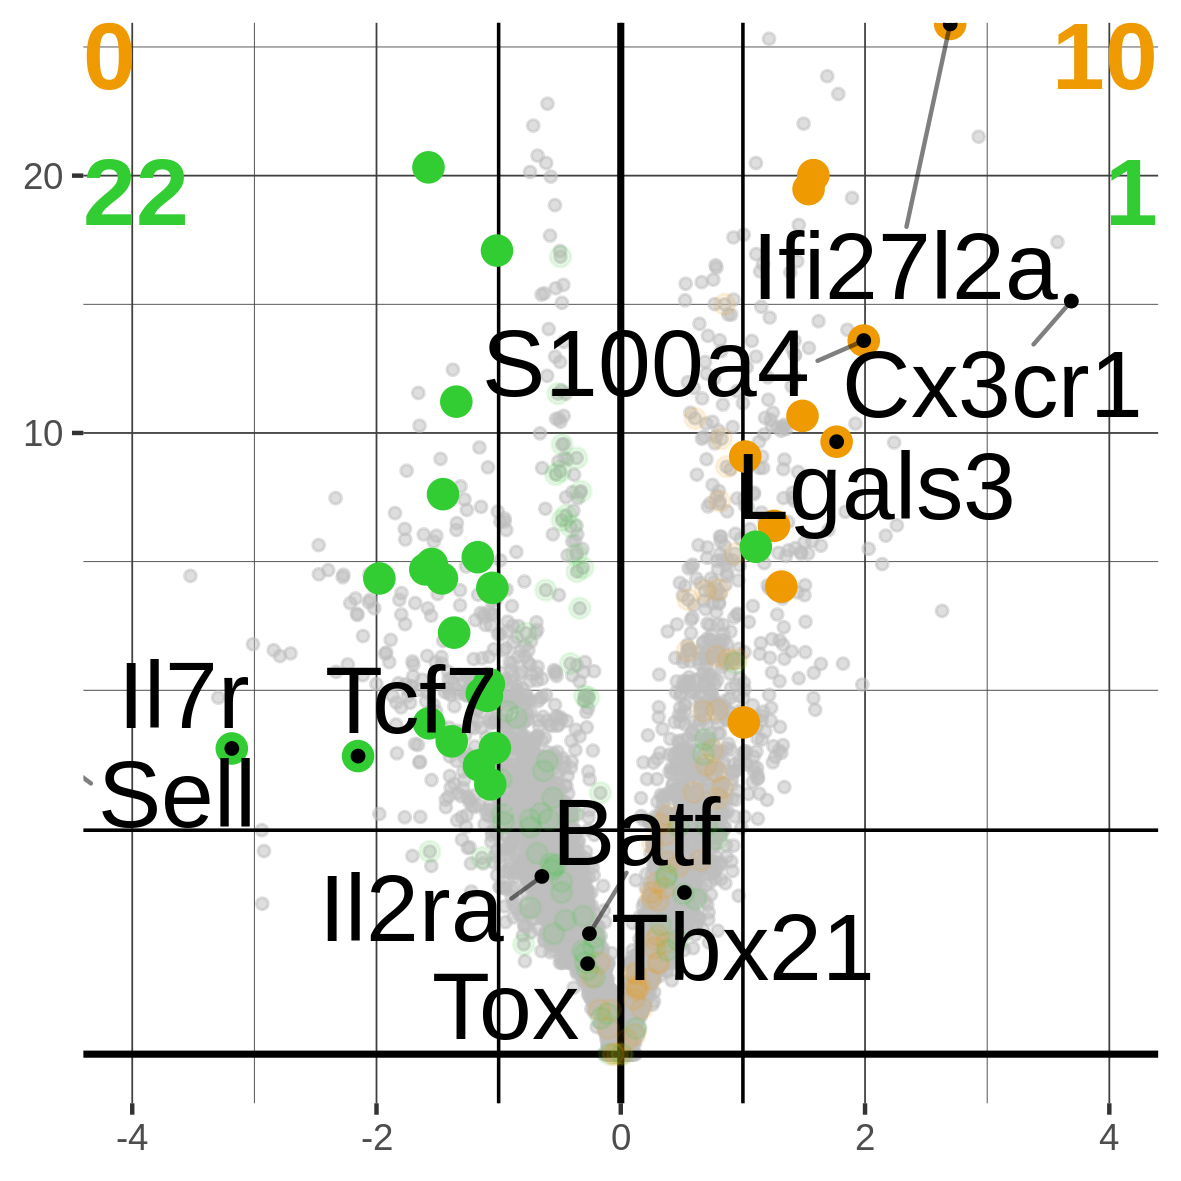 0 10
20 22 1
Ifi27l2a
S100a4 Cx3cr1
10
Lgals3
Il7r Tcf7
Sell
Batf
Il2ra
Tbx21
Tox
-4 -2 0 2 4